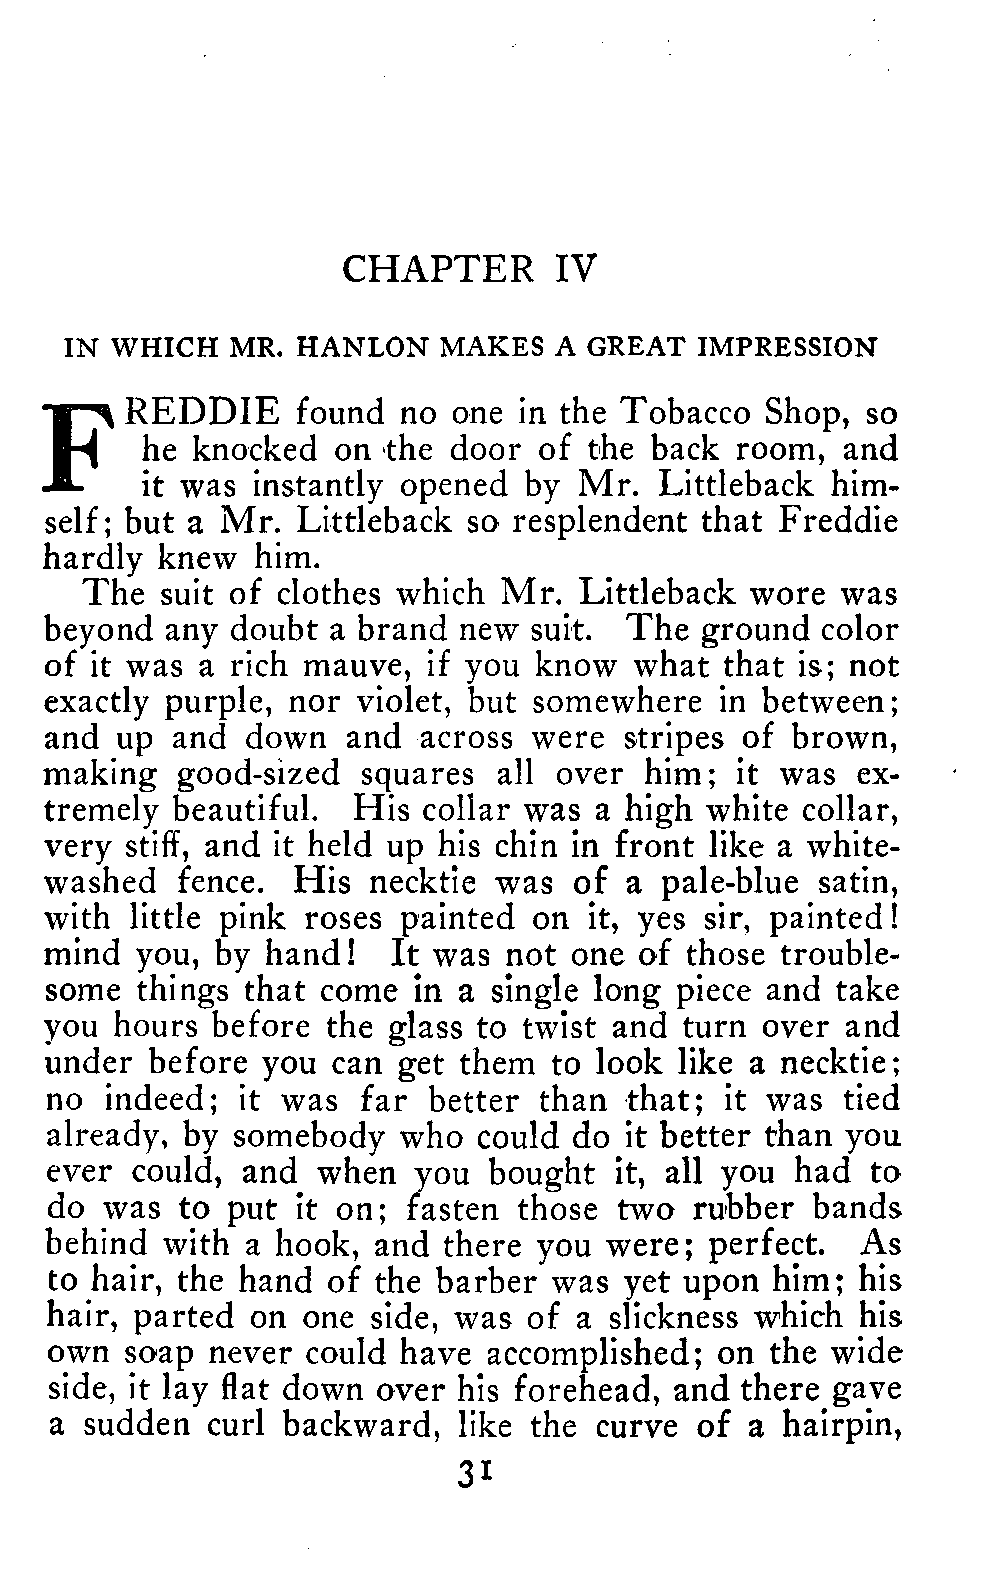 CHAPTER IV
IN WHICH MR. HANLON MAKES A GREAT IMPRESSION
FREDDIE found no one in the Tobacco Shop, so
he knocked on the door of the back room, and
it was instantly opened by Mr. Littleback him-
self; but a Mr. Littleback so resplendent that Freddie
hardly knew him.
The suit of clothes which Mr. Littleback wore was
beyond any doubt a brand new suit. The ground color
of it was a rich mauve, if you know what that is; not
exactly purple, nor violet, but somewhere in between;
and up and down and across were stripes of brown,
making good-sized squares all over him; it was ex-
tremely beautiful. His collar was a high white collar,
very stiff, and it held up his chin in front like a white-
washed fence. His necktie was of a pale-blue satin,
with little pink roses painted on it, yes sir, painted!
mind you, by hand! It was not one of those trouble-
some things that come in a single long piece and take
you hours before the glass to twist and turn over and
under before you can get them to look like a necktie;
no indeed; it was far better than that; it was tied
already, by somebody who could do it better than you
ever could, and when you bought it, all you had to
do was to put it on; fasten those two rubber bands
behind with a hook, and there you were; perfect. As
to hair, the hand of the barber was yet upon him; his
hair, parted on one side, was of a slickness which his
own soap never could have accomplished; on the wide
side, it lay flat down over his forehead, and there gave
a sudden curl backward, like the curve of a hairpin,
31